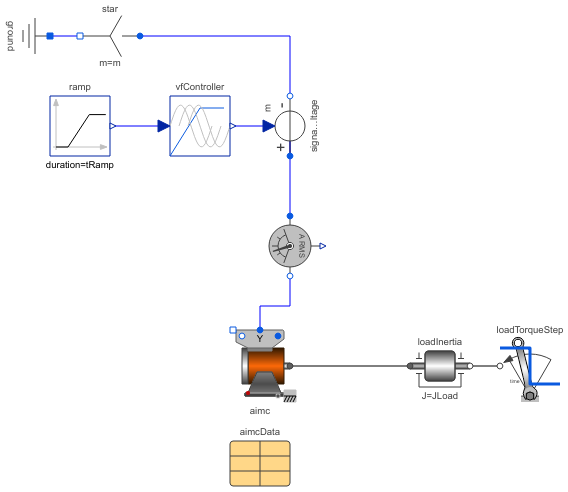 star
ground
m=m
ramp
vfController
m
-
signa...ltage
+
duration=tRamp
A RMS
Y
loadTorqueStep
loadInertia
time
J=JLoad
aimc
aimcData